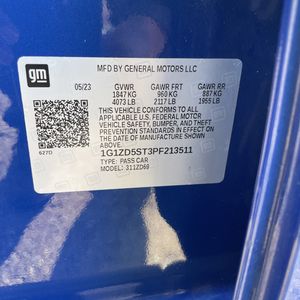 gm
MFD BY GENERAL MOTORS LLC
05/23 GVWR GAWR FRT GAWR RR
1847 KG 960 KG 887 KG
4073 LB 2117 LB 1955 LB
THIS VEHICLE CONFORMS TO ALL
APPLICABLE U.S. FEDERAL MOTOR
VEHICLE SAFETY, BUMPER, AND THEFT
PREVENTION STANDARDS IN EFFECT ON
THE DATE OF MANUFACTURE SHOWN
ABOVE.
627D
1G1ZD5ST3PF213511
TYPE: PASS CAR
MODEL: 311ZD69